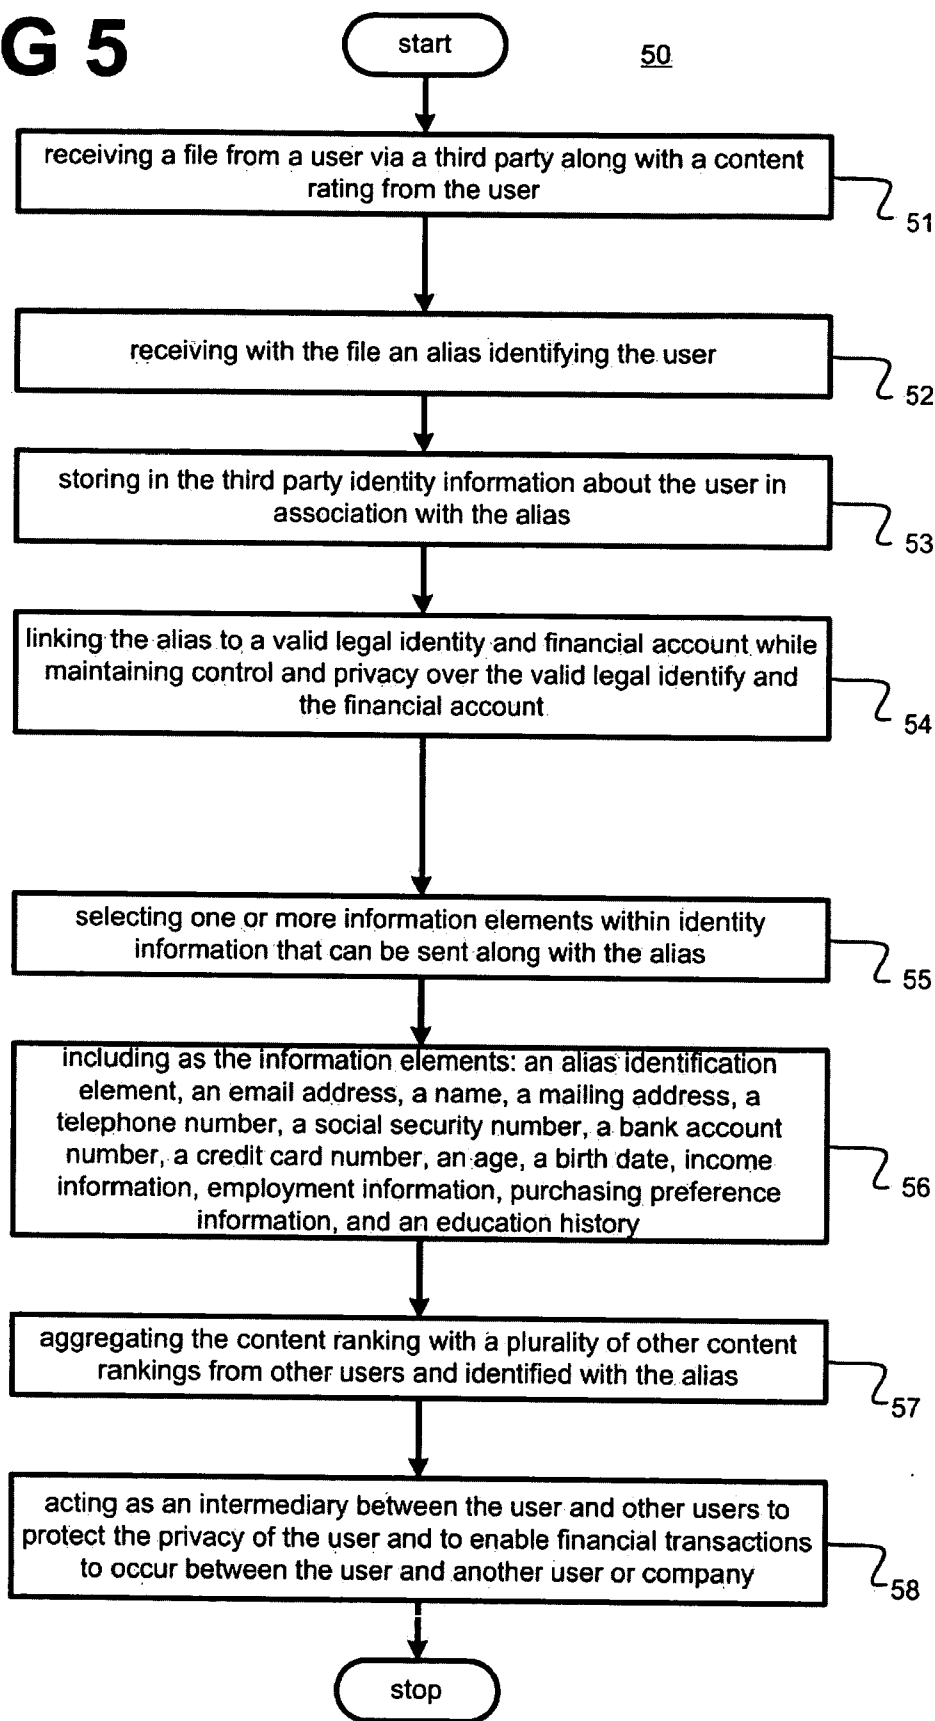 G 5
start
50
receiving a file from a user via a third party along with a content
rating from the user
51
receiving with the file an alias identifying the user
52
storing in the third party identity information about the user in
association with the alias
53
linking the alias to a valid legal identity and financial account while
maintaining control and privacy over the valid legal identify and
the financial account
54
selecting one or more information elements within identity
information that can be sent along with the alias
55
including as the information elements: an alias identification
element, an email address, a name, a mailing address, a
telephone number, a social security number, a bank account
number, a credit card number, an age, a birth date, income
information, employment information, purchasing preference
information, and an education history
56
aggregating the content ranking with a plurality of other content
rankings from other users and identified with the alias
57
acting as an intermediary between the user and other users to
protect the privacy of the user and to enable financial transactions
to occur between the user and another user or company
58
stop